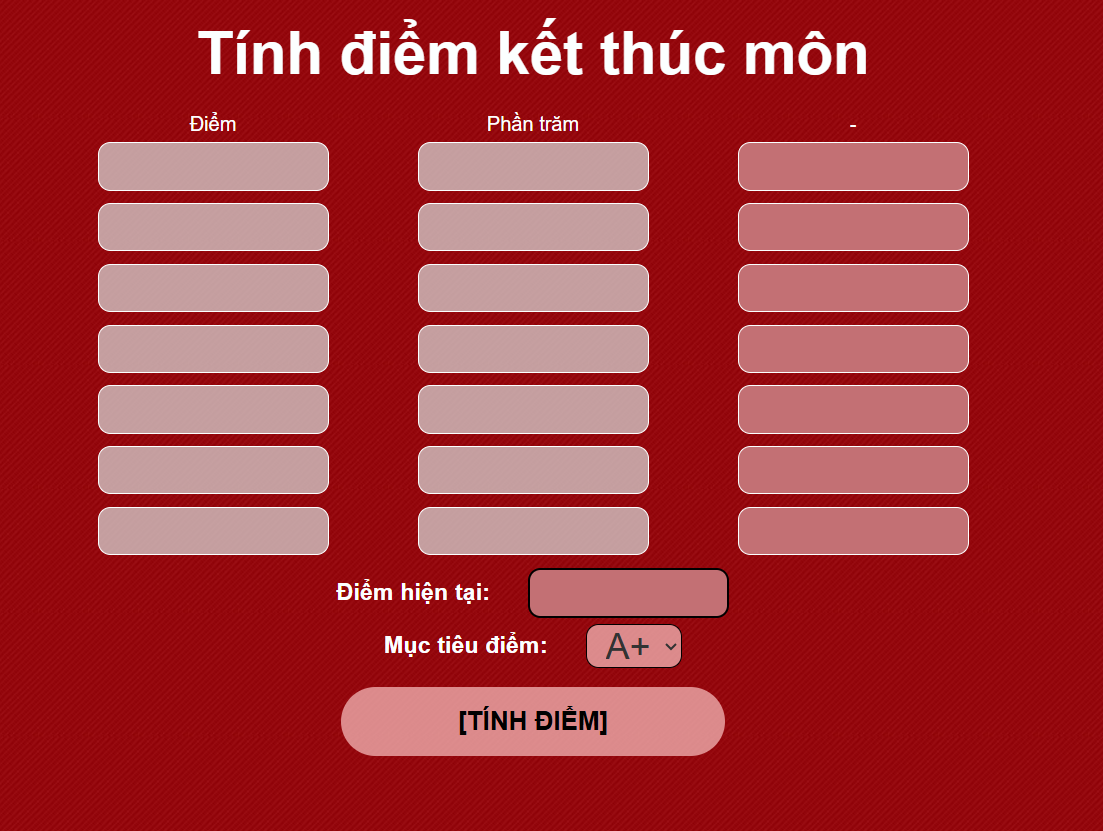 Tính điểm kết thúc môn
Điểm Phần trăm -
Điểm hiện tại:
Mục tiêu điểm: A+
[TÍNH ĐIỂM]